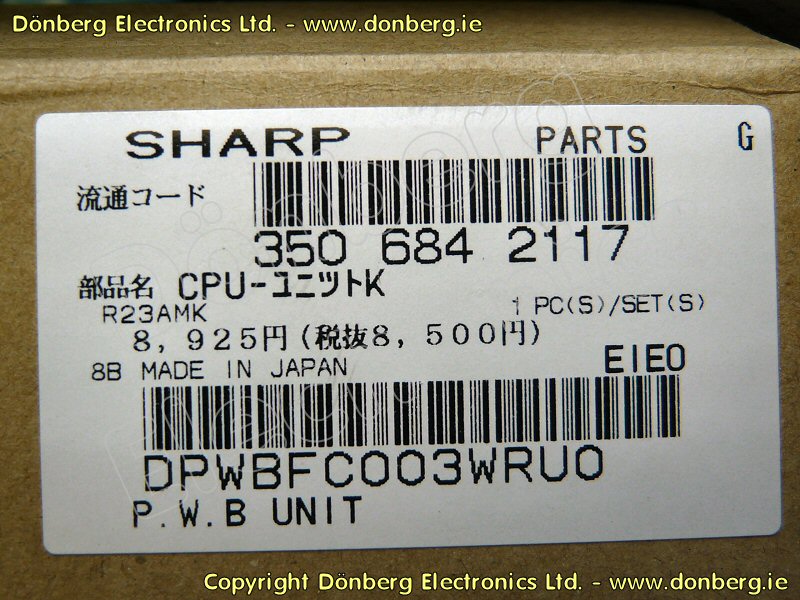 Dönberg Electronics Ltd. - www.donberg.ie
SHARP PARTS G
流通コード
350 684 2117
部品名 CPU-ユニットK
R23AMK 1 PC(S)/SET(S)
8,925円(税抜8,500円)
8B MADE IN JAPAN EIE0
DPWBFC003WRU0
P.W.B UNIT
Copyright Dönberg Electronics Ltd. - www.donberg.ie